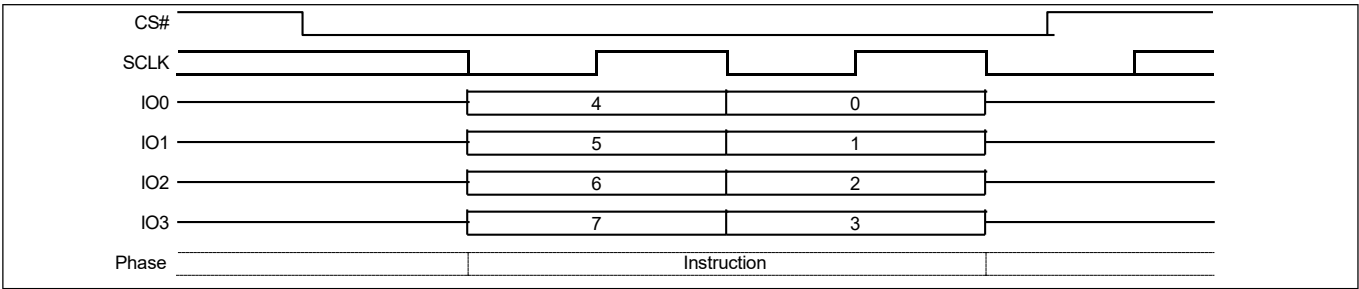 CS#
SCLK
IO0 4 0
IO1 5 1
IO2 6 2
IO3 7 3
Phase Instruction